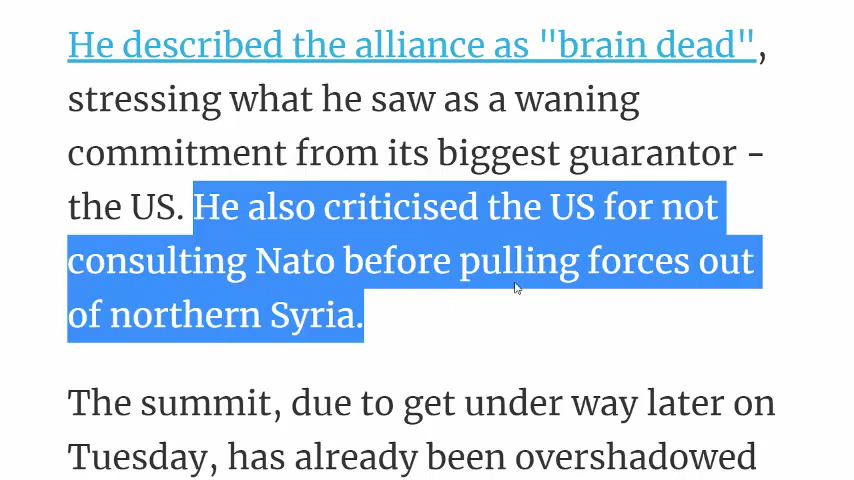 He described the alliance as "brain dead",
stressing what he saw as a waning
commitment from its biggest guarantor -
the US. He also criticised the US for not
consulting Nato before pulling forces out
of northern Syria.
The summit, due to get under way later on
Tuesday, has already been overshadowed